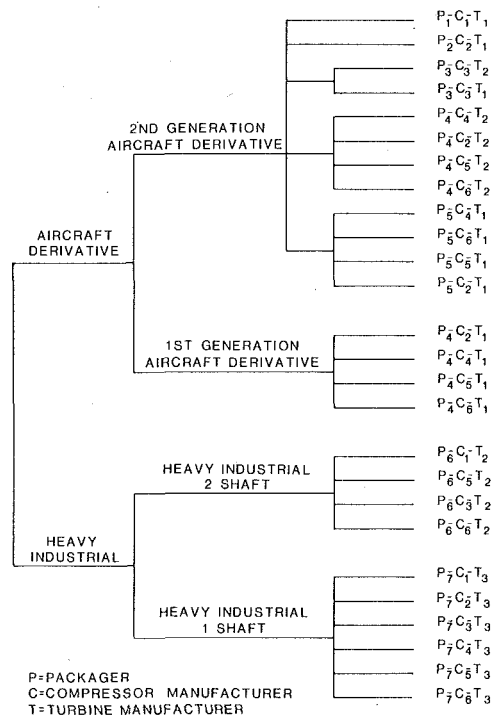 P1-C1-T1
P2-C2-T1
P3-C3-T2
P3-C3-T1
2ND GENERATION
AIRCRAFT DERIVATIVE
P4-C4-T2
P4-C2-T2
P4-C5-T2
P4-C6-T2
P5-C4-T1
P5-C6-T1
P5-C5-T1
P5-C2-T1
AIRCRAFT
DERIVATIVE
1ST GENERATION
AIRCRAFT DERIVATIVE
P4-C2-T1
P4-C4-T1
P4-C5-T1
P4-C6-T1
HEAVY INDUSTRIAL
2 SHAFT
P6-C1-T2
P6-C5-T2
P6-C3-T2
P6-C6-T2
HEAVY
INDUSTRIAL
HEAVY INDUSTRIAL
1 SHAFT
P7-C1-T3
P7-C2-T3
P7-C3-T3
P7-C4-T3
P7-C5-T3
P7-C6-T3
P=PACKAGER
C=COMPRESSOR MANUFACTURER
T=TURBINE MANUFACTURER